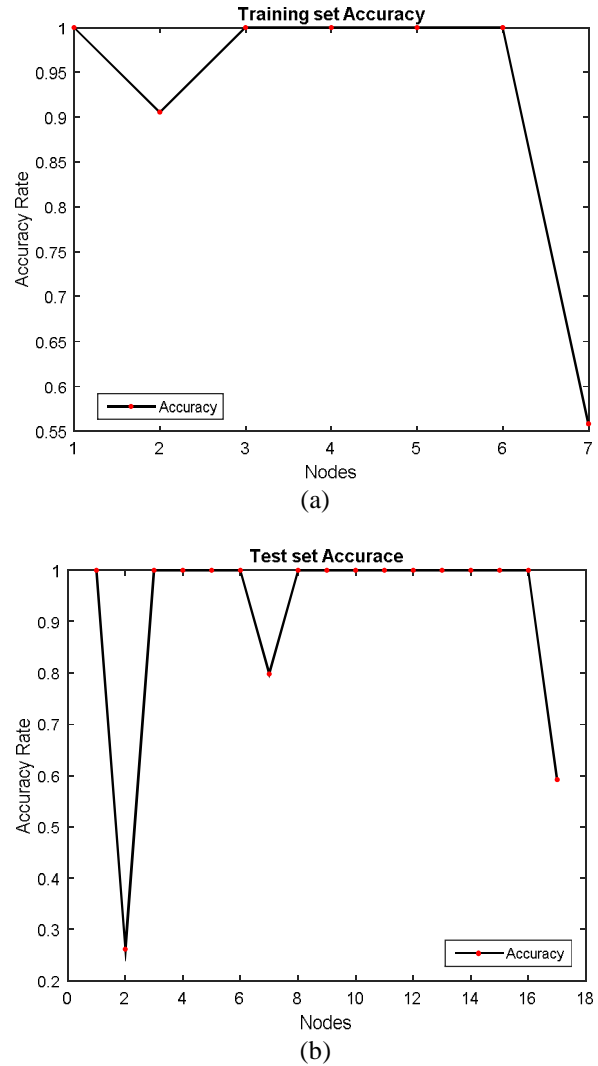 Training set Accuracy
1
0.95
0.9
0.85
0.8
0.75
0.7
0.65
0.6
0.55
Accuracy Rate
Accuracy
1 2 3 4 5 6 7
Nodes
(a)
Test set Accurace
1
0.9
0.8
0.7
0.6
0.5
0.4
0.3
0.2
Accuracy Rate
Accuracy
0 2 4 6 8 10 12 14 16 18
Nodes
(b)